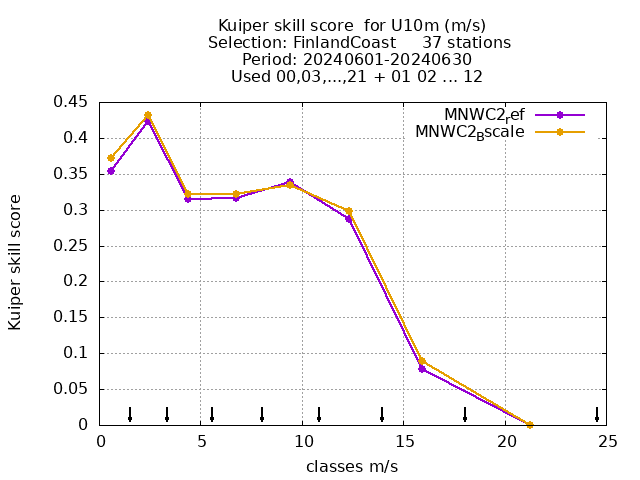 Kuiper skill score  for U10m (m/s)
Selection: FinlandCoast     37 stations
Period: 20240601-20240630
Used 00,03,...,21 + 01 02 ... 12
MNWC2ref
MNWC2Bscale
Kuiper skill score
0.45
0.4
0.35
0.3
0.25
0.2
0.15
0.1
0.05
0
0 5 10 15 20 25
classes m/s